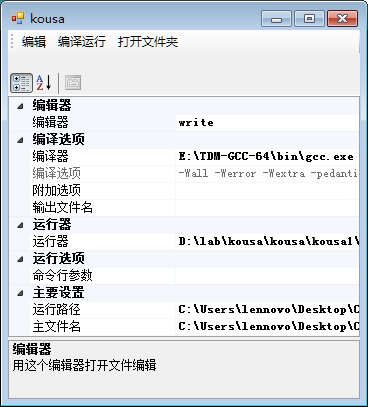 kousa
编辑 编译运行 打开文件夹
编辑器
编辑器 write
编译选项
编译器 E:\TDM-GCC-64\bin\gcc.exe
编译选项 -Wall -Werror -Wextra -pedanti
附加选项
输出文件名
运行器
运行器 D:\lab\kousa\kousa\kousa1\
运行选项
命令行参数
主要设置
运行路径 C:\Users\lennovo\Desktop\C
主文件名 C:\Users\lennovo\Desktop\C
编辑器
用这个编辑器打开文件编辑